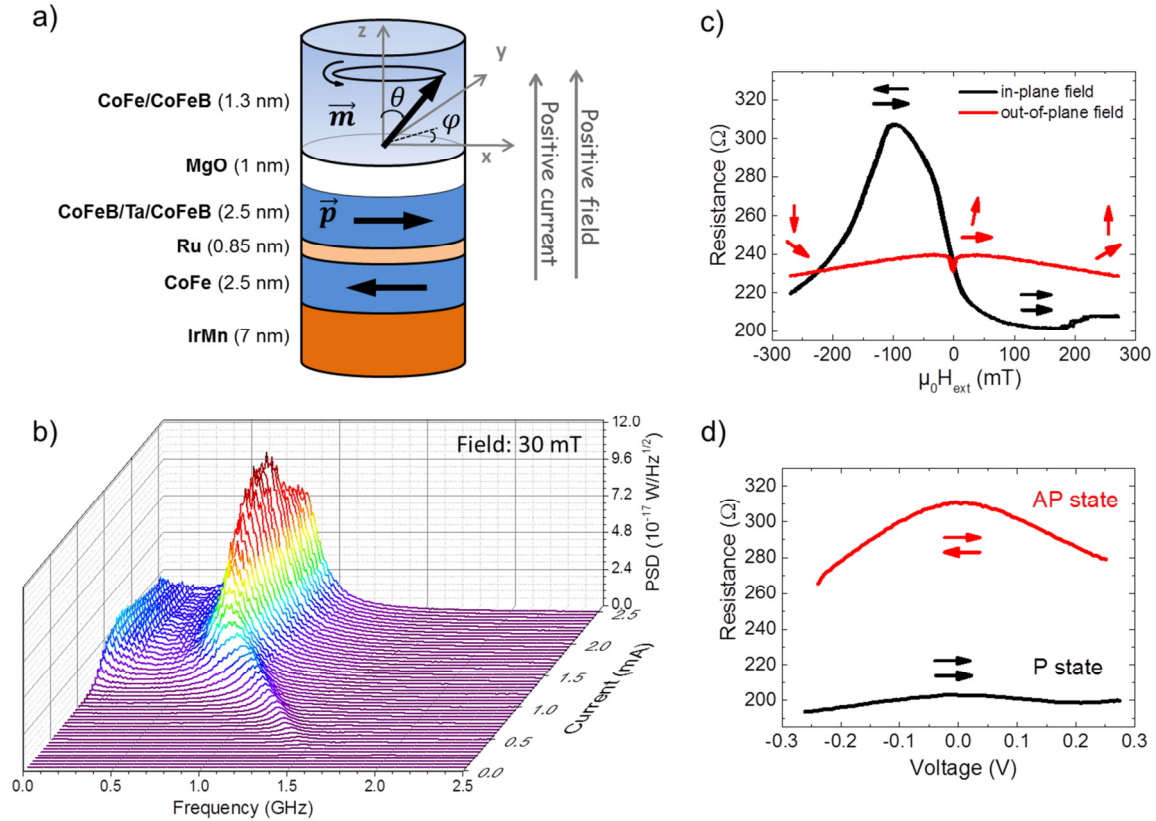 a)
z
y
x
θ
φ
m
p
CoFe/CoFeB (1.3 nm)
MgO (1 nm)
CoFeB/Ta/CoFeB (2.5 nm)
Ru (0.85 nm)
CoFe (2.5 nm)
IrMn (7 nm)
Positive current
Positive field
b)
Field: 30 mT
12.0
9.6
7.2
4.8
2.4
0.0
PSD (10⁻¹⁷ W/Hz^1/2)
2.5
2.0
1.5
1.0
0.5
0.0
Current (mA)
0.0 0.5 1.0 1.5 2.0 2.5
Frequency (GHz)
c)
in-plane field
out-of-plane field
320
300
280
260
240
220
200
Resistance (Ω)
-300 -200 -100 0 100 200 300
μ₀H_ext (mT)
d)
AP state
P state
320
300
280
260
240
220
200
Resistance (Ω)
-0.3 -0.2 -0.1 0.0 0.1 0.2 0.3
Voltage (V)